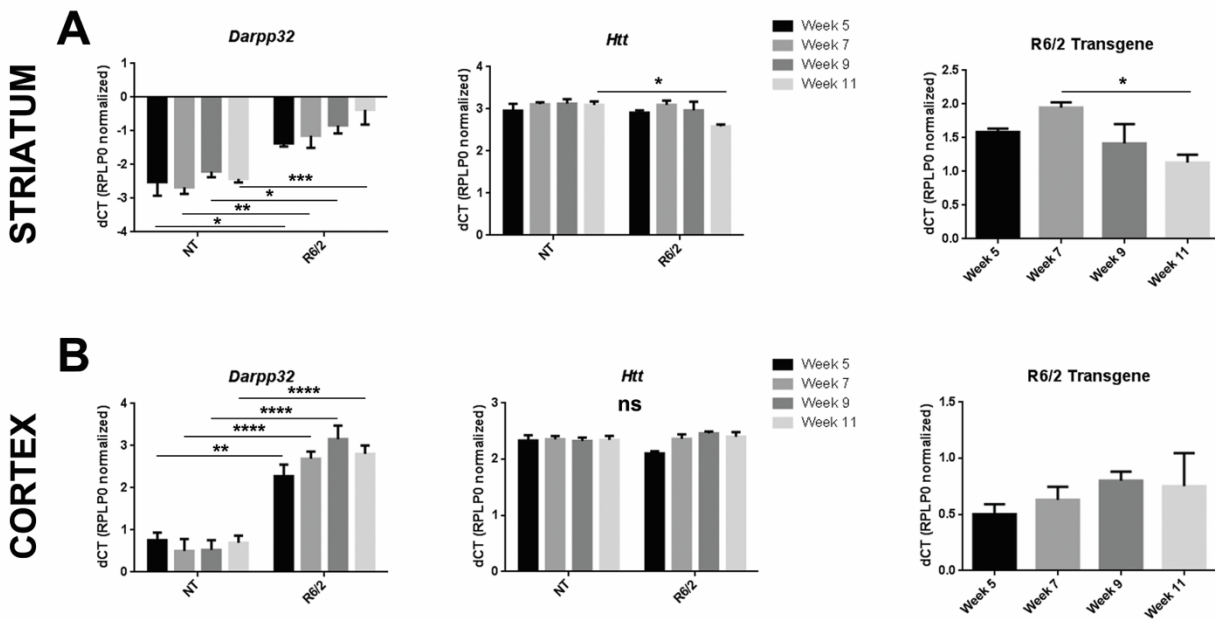 A
STRIATUM
Darpp32
dCT (RPLP0 normalized)
1
0
-1
-2
-3
-4
***
*
**
*
NT
R6/2
Htt
dCT (RPLP0 normalized)
4
3
2
1
0
*
NT
R6/2
Week 5
Week 7
Week 9
Week 11
R6/2 Transgene
dCT (RPLP0 normalized)
2.5
2.0
1.5
1.0
0.5
0.0
*
Week 5
Week 7
Week 9
Week 11
B
CORTEX
Darpp32
dCT (RPLP0 normalized)
4
3
2
1
0
****
****
****
**
NT
R6/2
Htt
ns
dCT (RPLP0 normalized)
3
2
1
0
NT
R6/2
Week 5
Week 7
Week 9
Week 11
R6/2 Transgene
dCT (RPLP0 normalized)
1.5
1.0
0.5
0.0
Week 5
Week 7
Week 9
Week 11